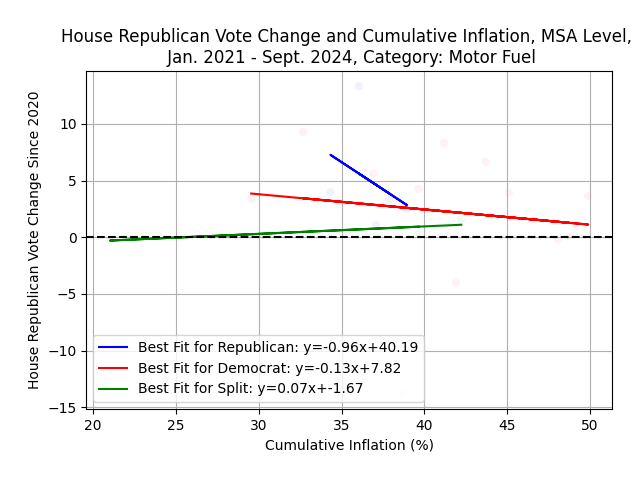 House Republican Vote Change and Cumulative Inflation, MSA Level,
Jan. 2021 - Sept. 2024, Category: Motor Fuel
House Republican Vote Change Since 2020
10
5
0
−5
−10
−15
Best Fit for Republican: y=-0.96x+40.19
Best Fit for Democrat: y=-0.13x+7.82
Best Fit for Split: y=0.07x+-1.67
20 25 30 35 40 45 50
Cumulative Inflation (%)